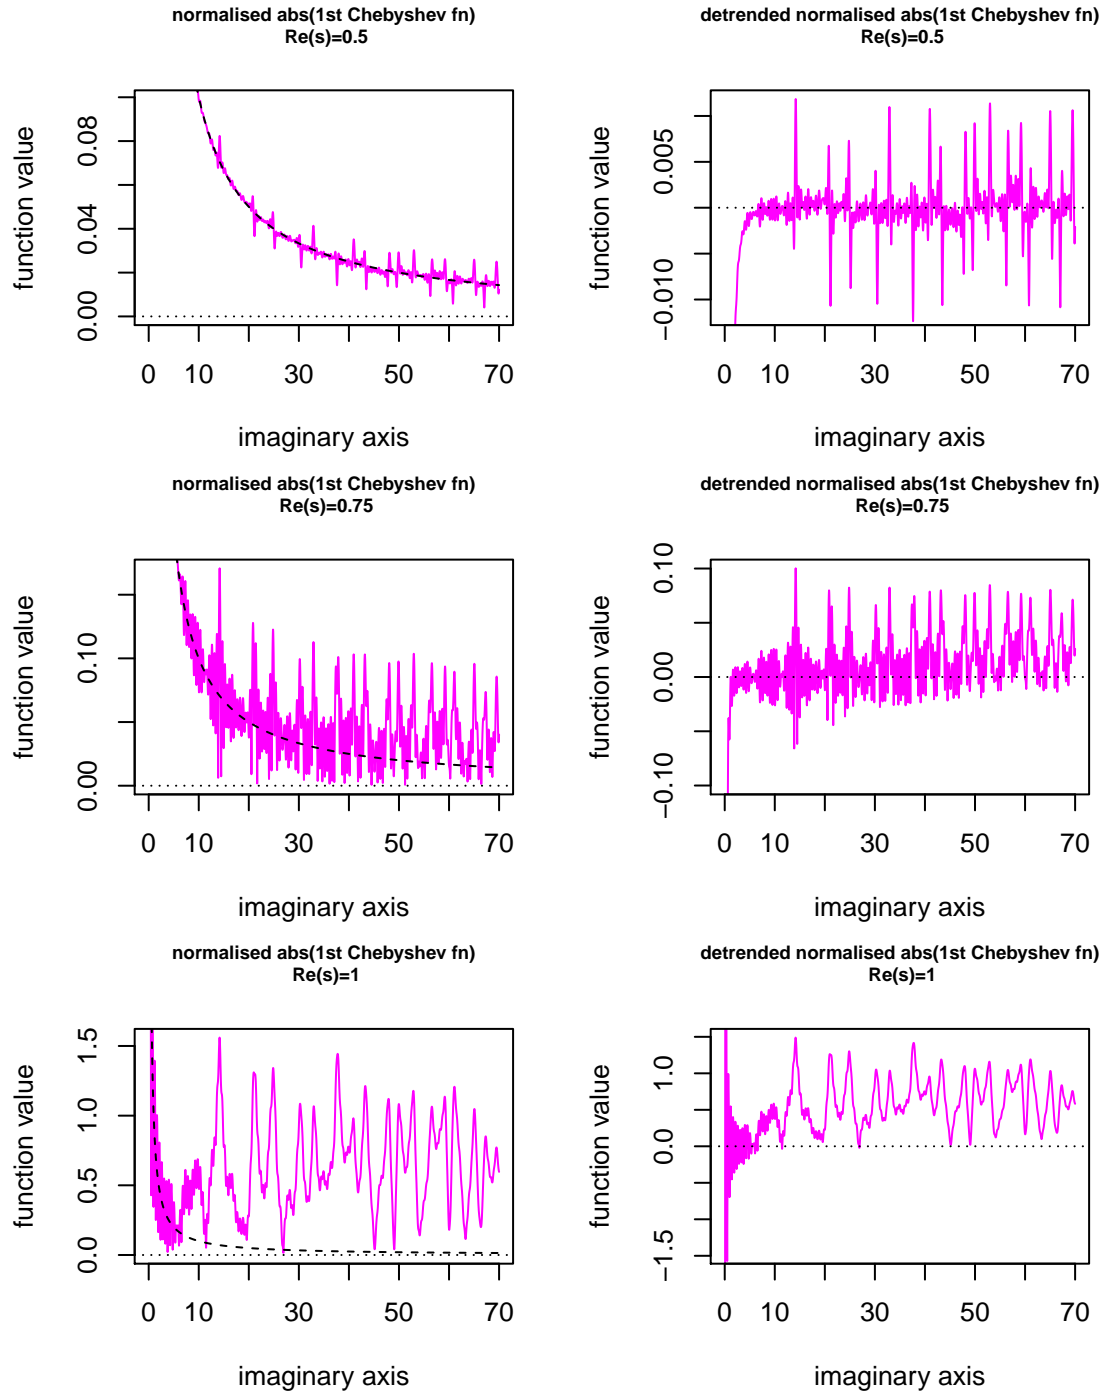 normalised abs(1st Chebyshev fn)
Re(s)=0.5
function value
0.00 0.04 0.08
0 10 30 50 70
imaginary axis
detrended normalised abs(1st Chebyshev fn)
Re(s)=0.5
function value
−0.010 0.005
0 10 30 50 70
imaginary axis
normalised abs(1st Chebyshev fn)
Re(s)=0.75
function value
0.00 0.10
0 10 30 50 70
imaginary axis
detrended normalised abs(1st Chebyshev fn)
Re(s)=0.75
function value
−0.10 0.00 0.10
0 10 30 50 70
imaginary axis
normalised abs(1st Chebyshev fn)
Re(s)=1
function value
0.0 0.5 1.0 1.5
0 10 30 50 70
imaginary axis
detrended normalised abs(1st Chebyshev fn)
Re(s)=1
function value
−1.5 0.0 1.0
0 10 30 50 70
imaginary axis